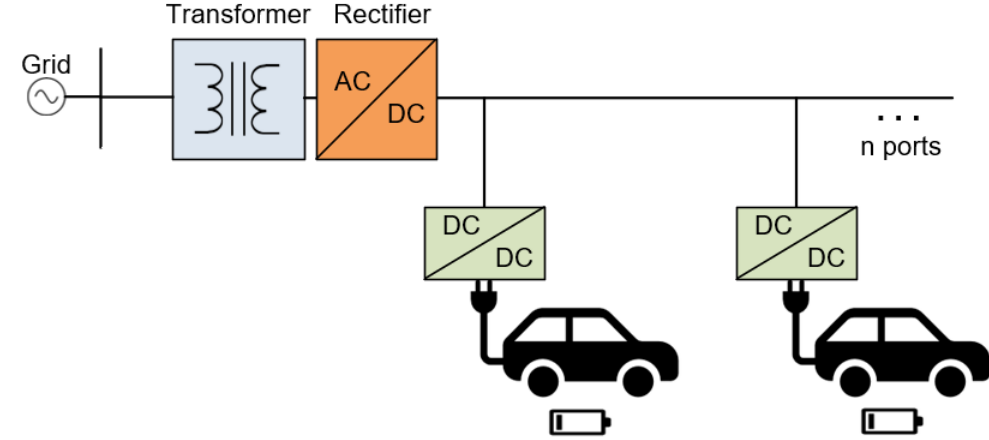 Transformer Rectifier
Grid
AC
DC
. . .
n ports
DC
DC
DC
DC